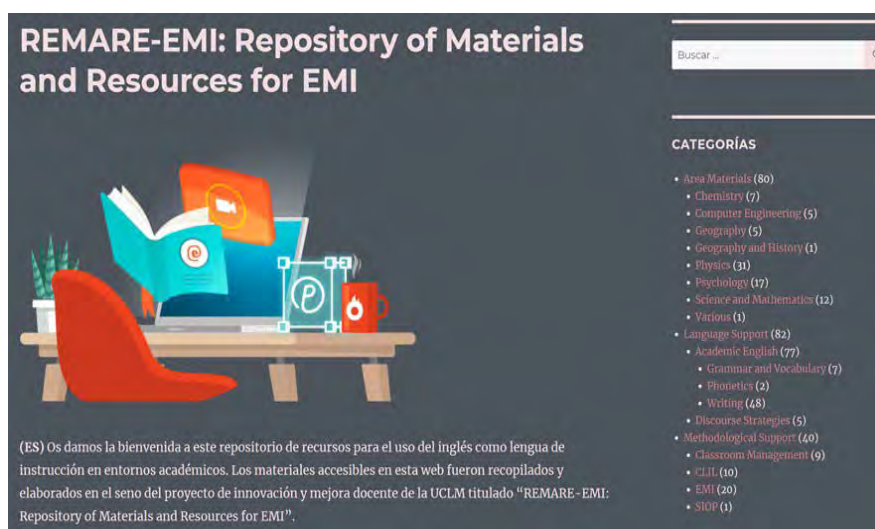 REMARE-EMI: Repository of Materials
and Resources for EMI
(ES) Os damos la bienvenida a este repositorio de recursos para el uso del inglés como lengua de
instrucción en entornos académicos. Los materiales accesibles en esta web fueron recopilados y
elaborados en el seno del proyecto de innovación y mejora docente de la UCLM titulado “REMARE-EMI:
Repository of Materials and Resources for EMI”.
Buscar ...
CATEGORÍAS
• Area Materials (80)
• Chemistry (7)
• Computer Engineering (5)
• Geography (5)
• Geography and History (1)
• Physics (31)
• Psychology (17)
• Science and Mathematics (12)
• Various (1)
• Language Support (82)
• Academic English (77)
• Grammar and Vocabulary (7)
• Phonetics (2)
• Writing (48)
• Discourse Strategies (5)
• Methodological Support (40)
• Classroom Management (9)
• CLIL (10)
• EMI (20)
• SIOP (1)